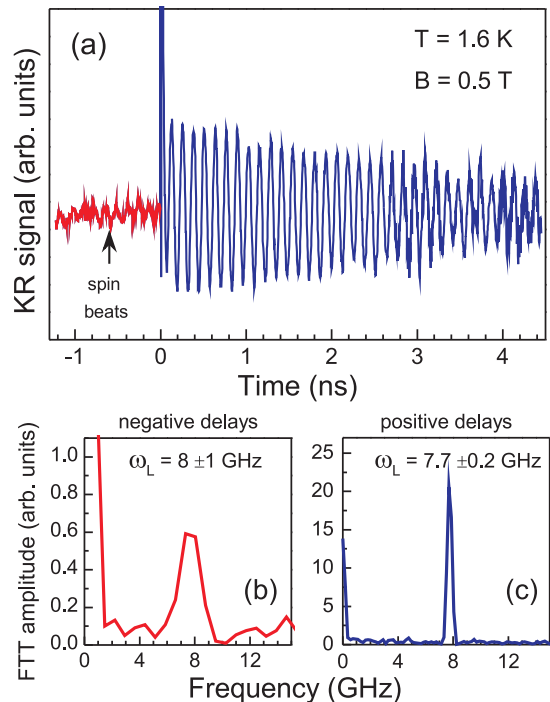 (a)
T = 1.6 K
B = 0.5 T
KR signal (arb. units)
spin
beats
-1 0 1 2 3 4
Time (ns)
negative delays
positive delays
FTT amplitude (arb. units)
1.0
0.8
0.6
0.4
0.2
0.0
ω_L = 8 ±1 GHz
(b)
0 4 8 12
25
20
15
10
5
0
ω_L = 7.7 ±0.2 GHz
(c)
0 4 8 12
Frequency (GHz)